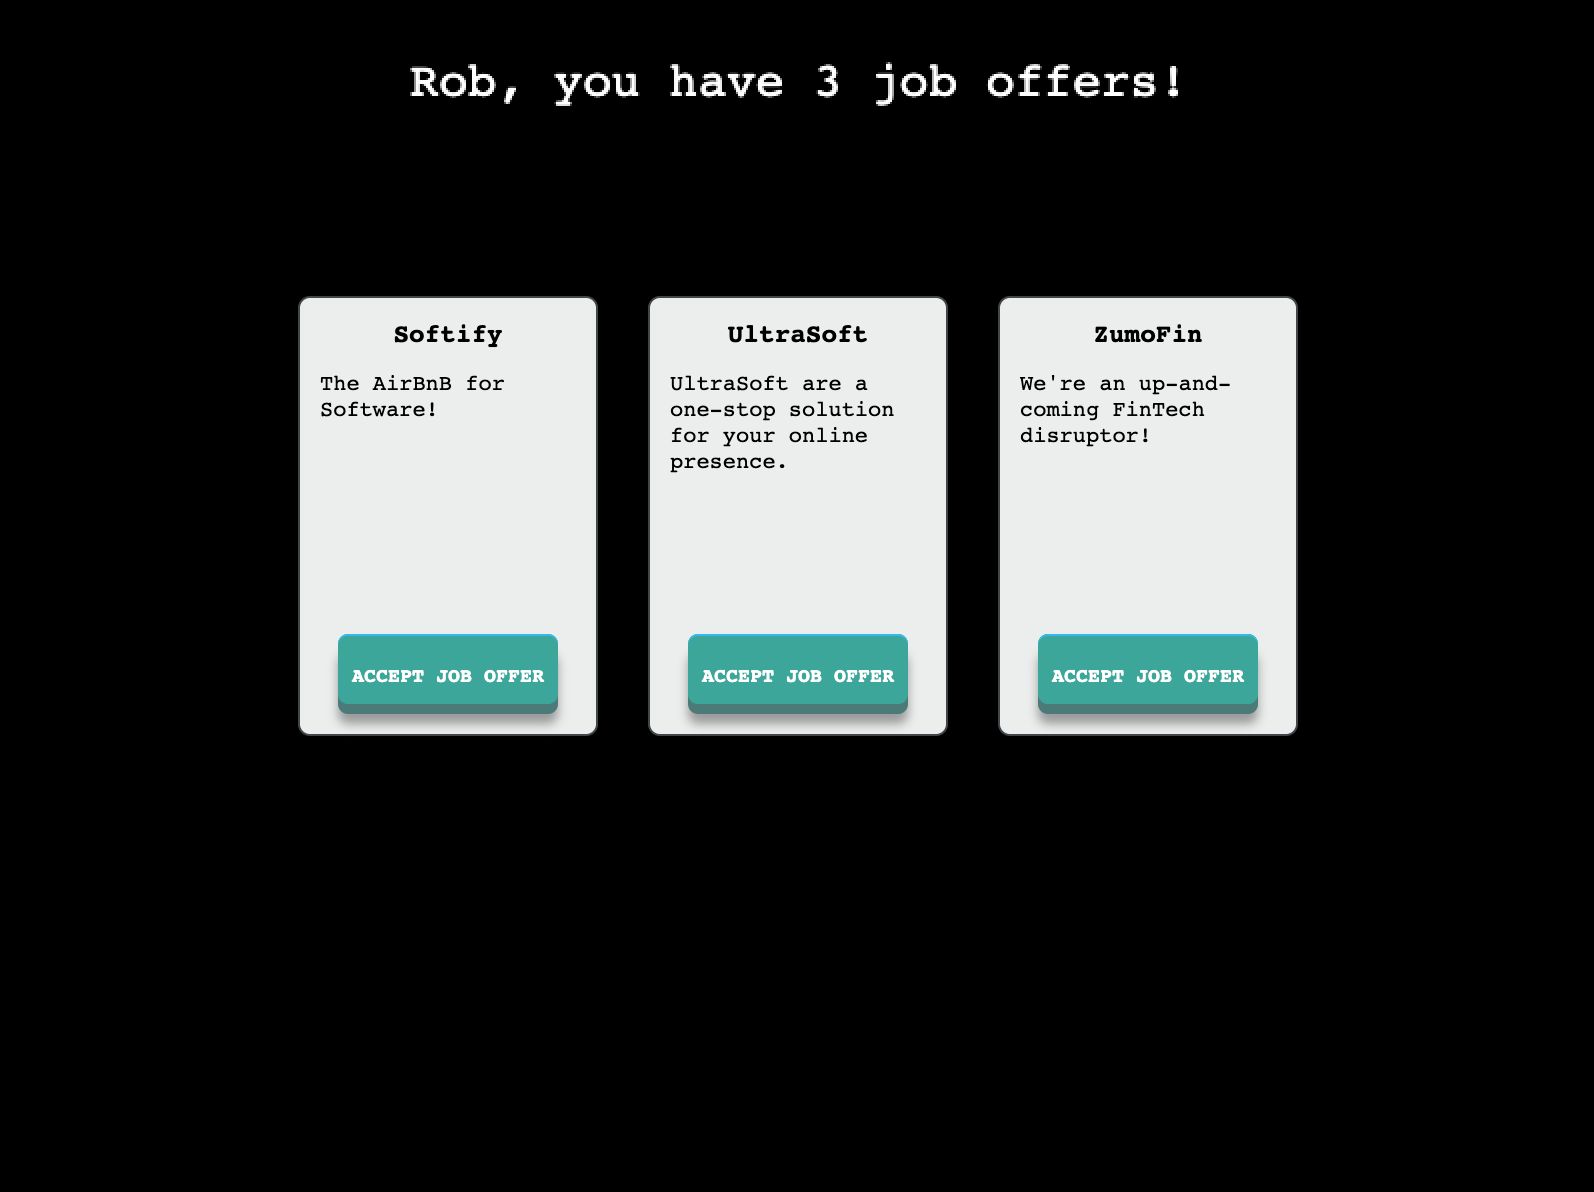 Rob, you have 3 job offers!
Softify
The AirBnB for
Software!
ACCEPT JOB OFFER
UltraSoft
UltraSoft are a
one-stop solution
for your online
presence.
ACCEPT JOB OFFER
ZumoFin
We're an up-and-
coming FinTech
disruptor!
ACCEPT JOB OFFER